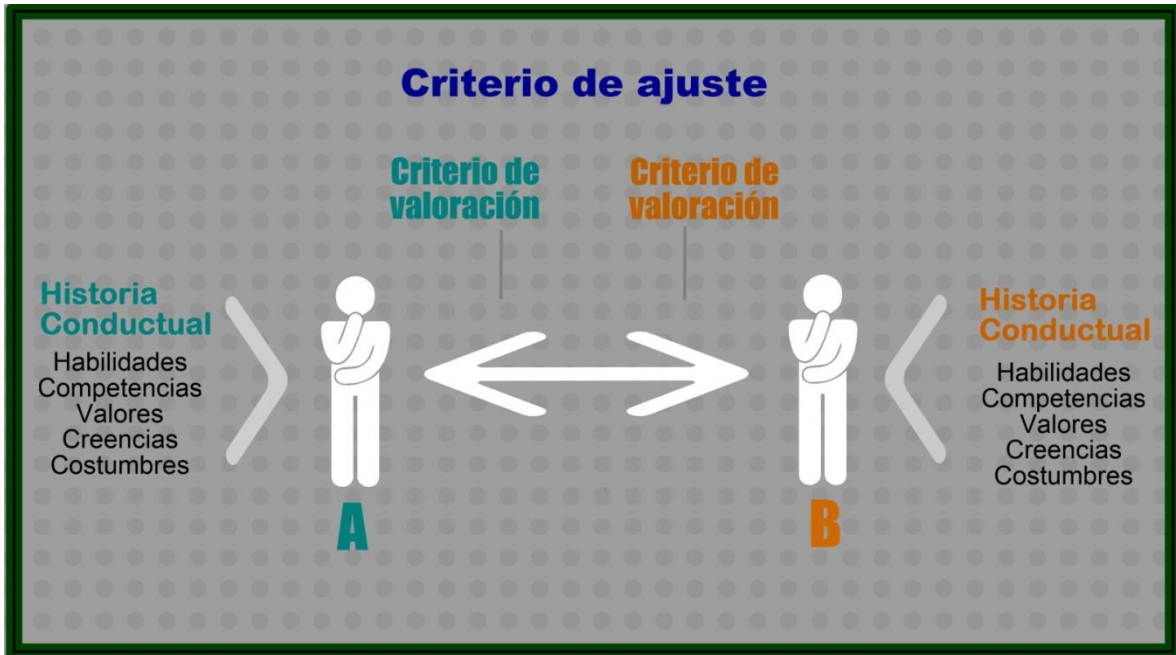 Criterio de ajuste
Criterio de
valoración
Criterio de
valoración
Historia
Conductual
Habilidades
Competencias
Valores
Creencias
Costumbres
A
Historia
Conductual
Habilidades
Competencias
Valores
Creencias
Costumbres
B